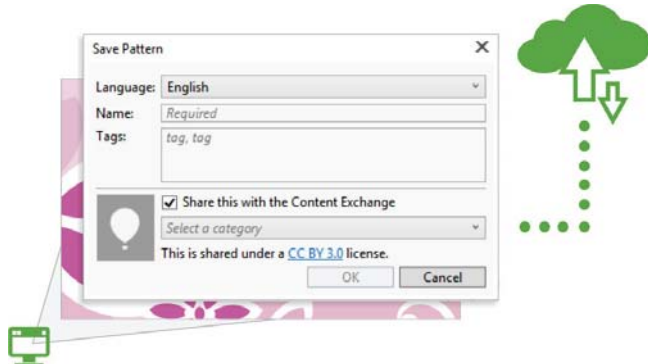 Save Pattern
Language: English
Name: Required
Tags: tag, tag
Share this with the Content Exchange
Select a category
This is shared under a CC BY 3.0 license.
OK Cancel